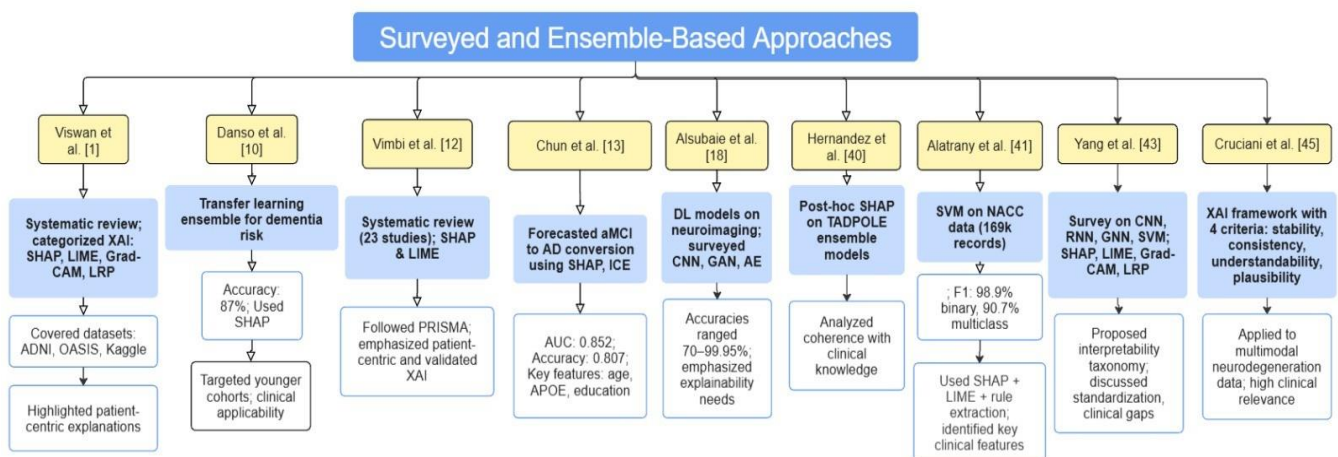 Surveyed and Ensemble-Based Approaches
Viswan et
al. [1]
Systematic review;
categorized XAI:
SHAP, LIME, Grad-
CAM, LRP
Covered datasets:
ADNI, OASIS, Kaggle
Highlighted patient-
centric explanations
Danso et al.
[10]
Transfer learning
ensemble for dementia
risk
Accuracy:
87%; Used
SHAP
Targeted younger
cohorts; clinical
applicability
Vimbi et al. [12]
Systematic review
(23 studies); SHAP
& LIME
Followed PRISMA;
emphasized patient-
centric and validated
XAI
Chun et al. [13]
Forecasted aMCI
to AD conversion
using SHAP, ICE
AUC: 0.852;
Accuracy: 0.807;
Key features: age,
APOE, education
Alsubaie et al.
[18]
DL models on
neuroimaging;
surveyed
CNN, GAN, AE
Accuracies
ranged
70–99.95%;
emphasized
explainability
needs
Hernandez et al.
[40]
Post-hoc SHAP
on TADPOLE
ensemble
models
Analyzed
coherence with
clinical
knowledge
Alatrany et al. [41]
SVM on NACC
data (169k
records)
; F1: 98.9%
binary, 90.7%
multiclass
Used SHAP +
LIME + rule
extraction;
identified key
clinical features
Yang et al. [43]
Survey on CNN,
RNN, GNN, SVM;
SHAP, LIME, Grad-
CAM, LRP
Proposed
interpretability
taxonomy;
discussed
standardization,
clinical gaps
Cruciani et al. [45]
XAI framework with
4 criteria: stability,
consistency,
understandability,
plausibility
Applied to
multimodal
neurodegeneration
data; high clinical
relevance